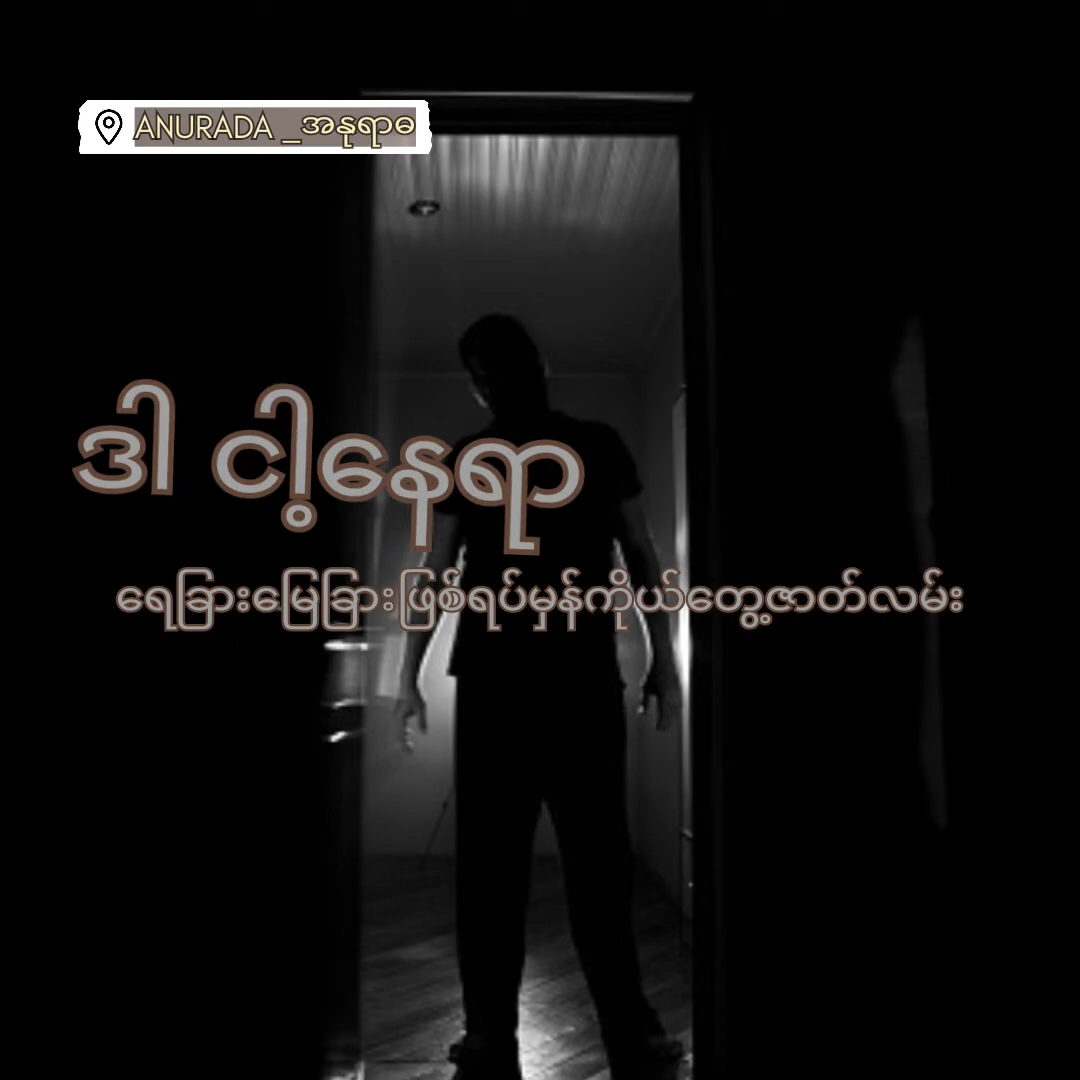 ANURADA _အနုရာဓ
ဒါ ငါ့နေရာ
ရေခြားမြေခြားဖြစ်ရပ်မှန်ကိုယ်တွေ့ဇာတ်လမ်း